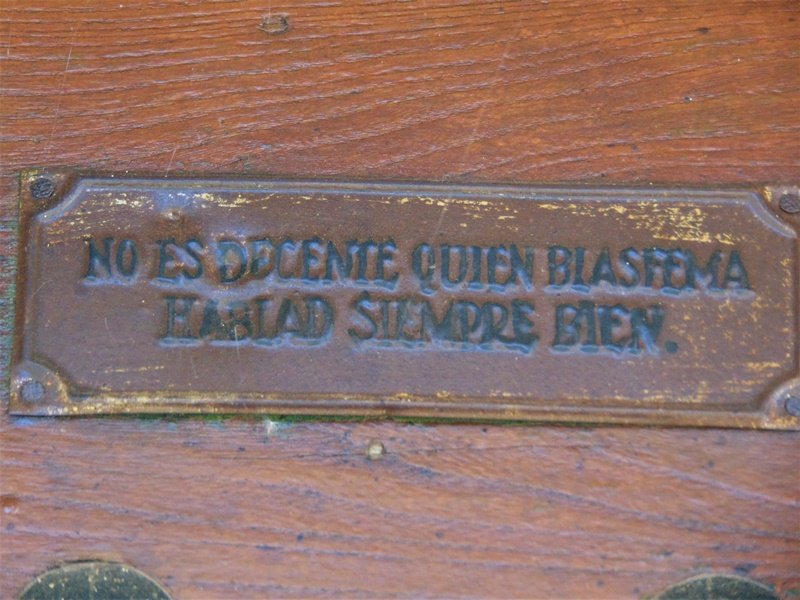 NO ES DECENTE QUIEN BLASFEMA
HABLAD SIEMPRE BIEN.